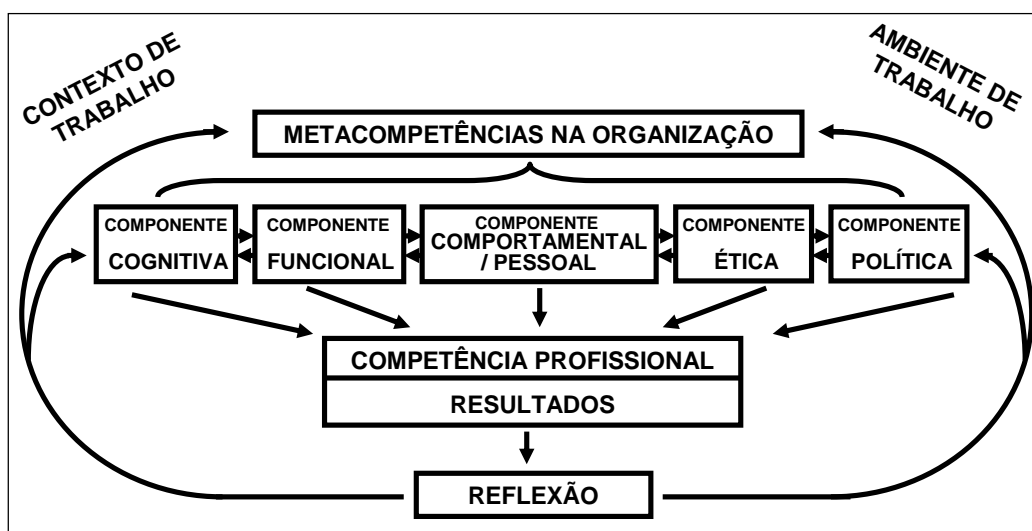 CONTEXTO DE
TRABALHO
AMBIENTE DE
TRABALHO
METACOMPETÊNCIAS NA ORGANIZAÇÃO
COMPONENTE
COGNITIVA
COMPONENTE
FUNCIONAL
COMPONENTE
COMPORTAMENTAL
/ PESSOAL
COMPONENTE
ÉTICA
COMPONENTE
POLÍTICA
COMPETÊNCIA PROFISSIONAL
RESULTADOS
REFLEXÃO